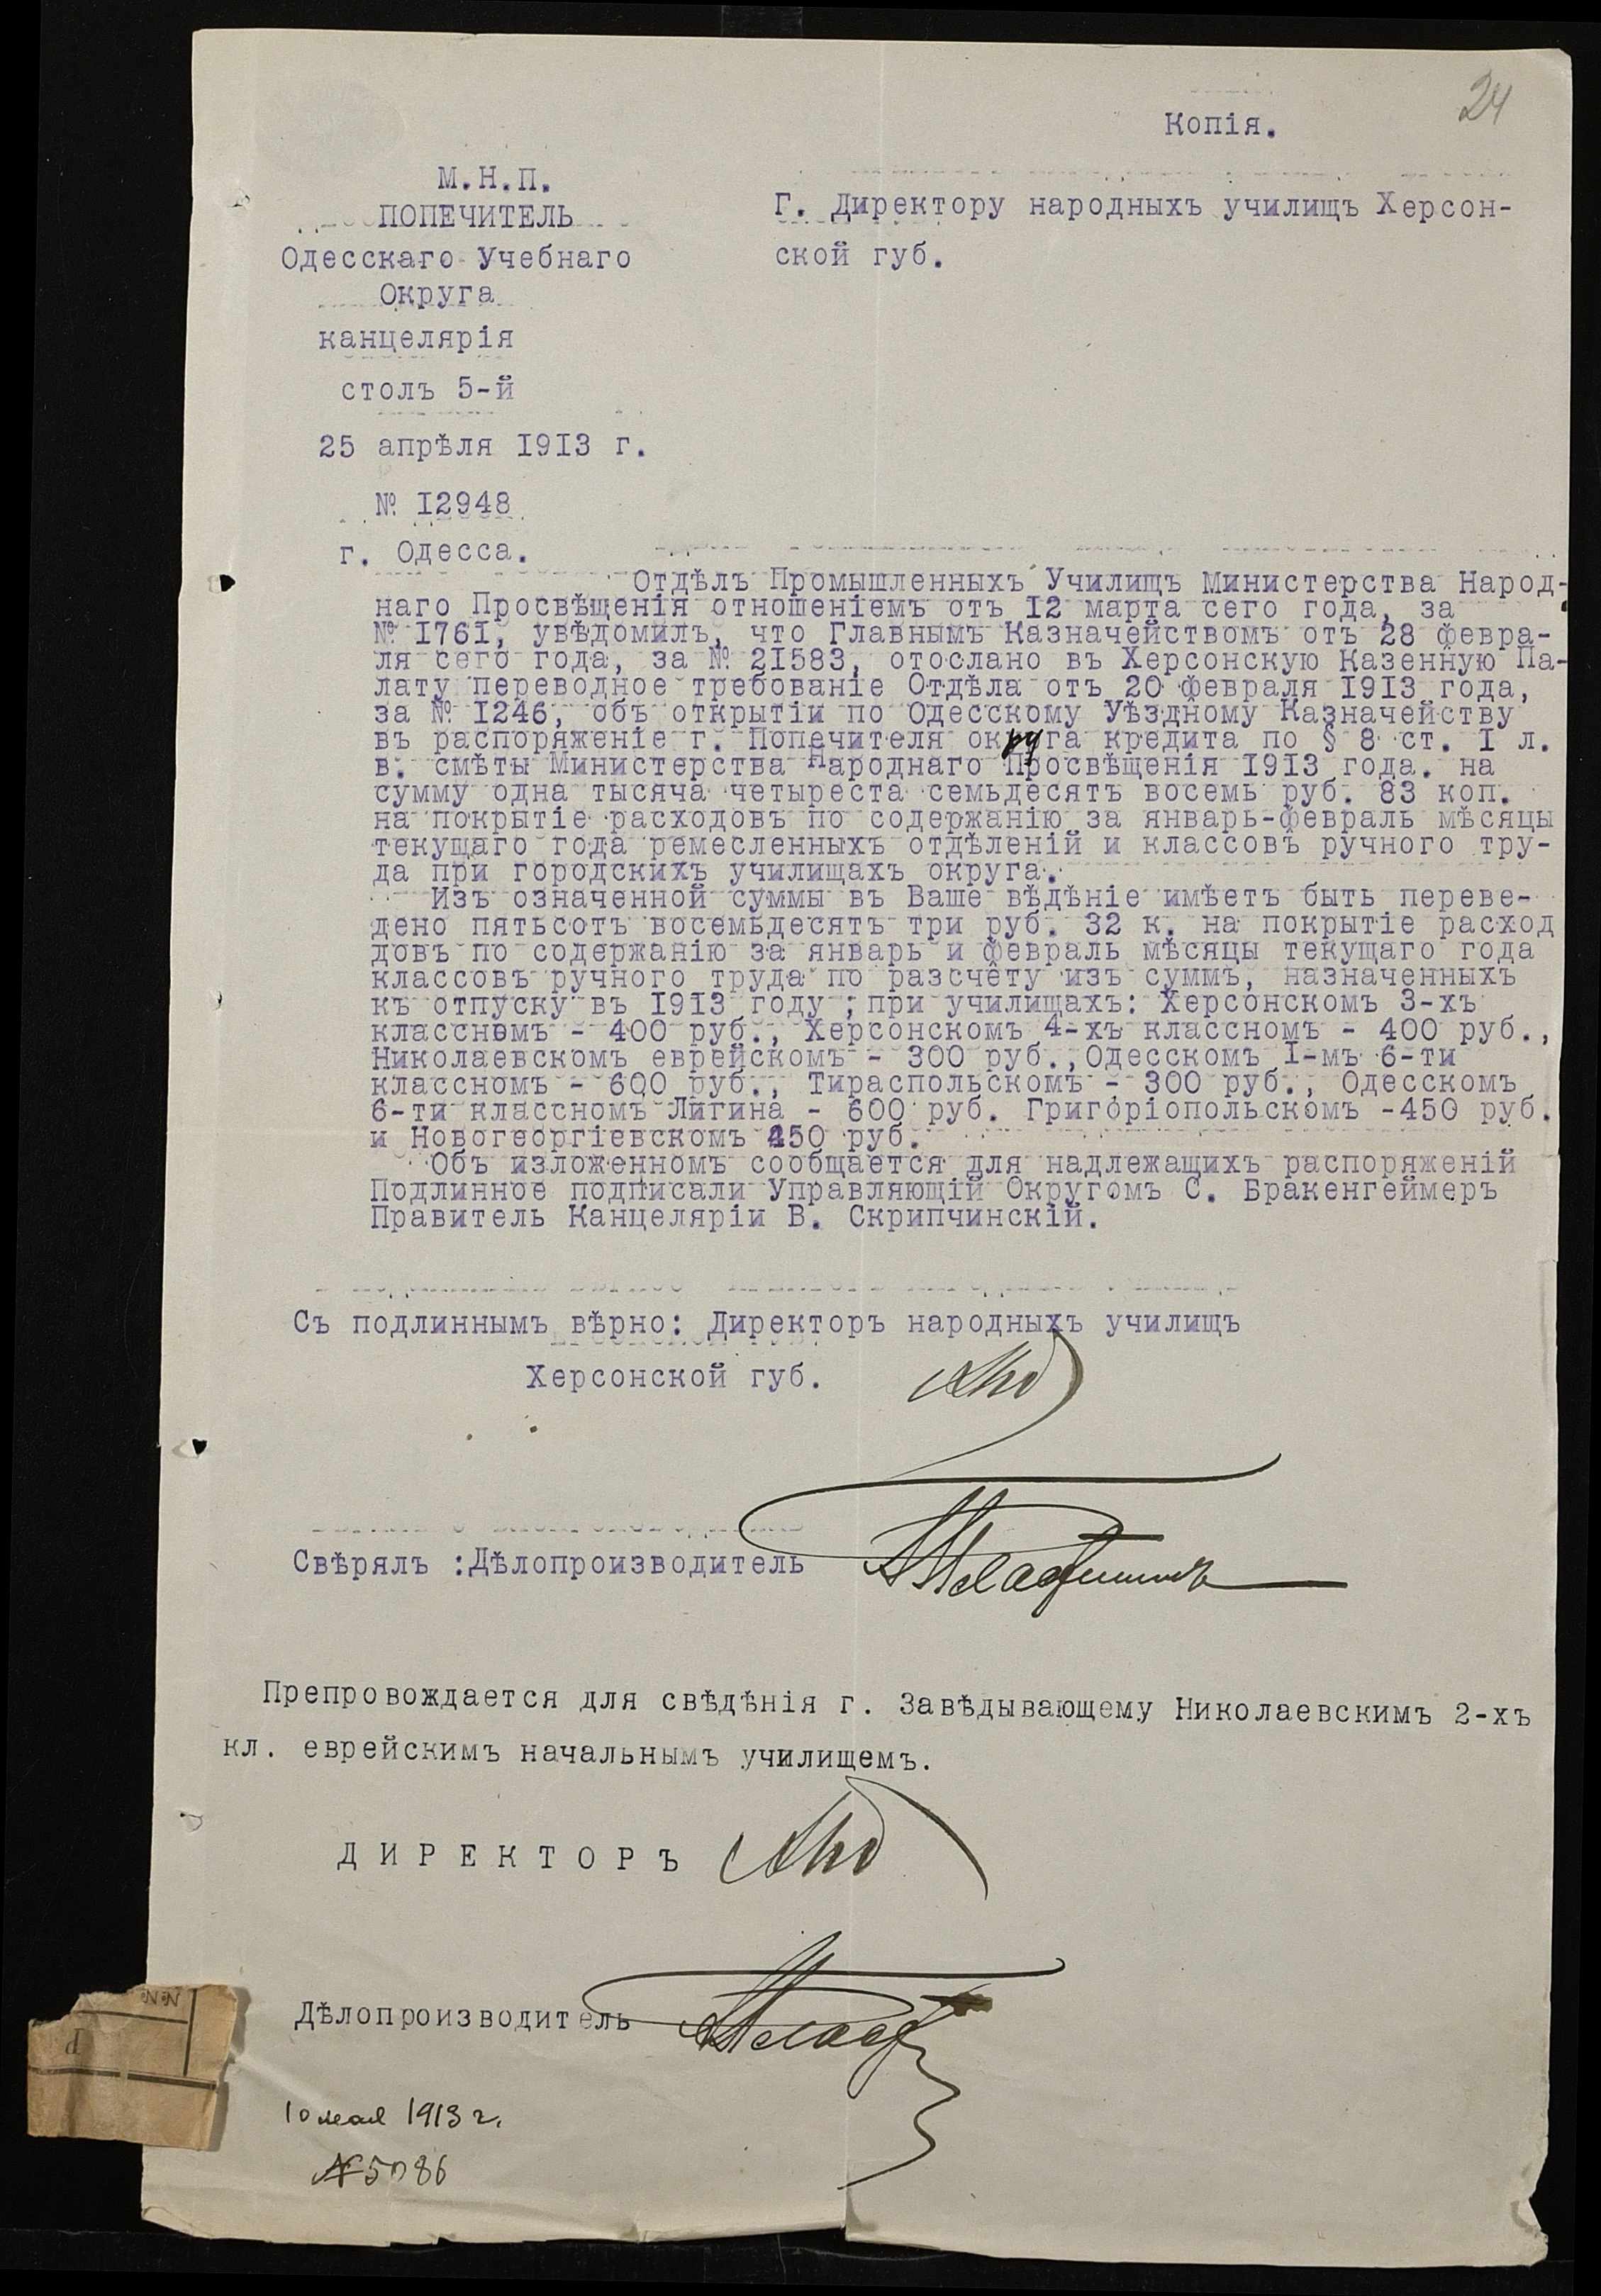 24
Копія.
М.Н.П.
ПОПЕЧИТЕЛЬ
Одесскаго Учебнаго
Округа
канцелярія
столъ 5-й
25 апрѣля 1913 г.
№ 12948
г. Одесса.
Г. Директору народныхъ училищъ Херсон-
ской губ.
Отдѣлъ Промышленныхъ Училищъ Министерства Народ-
наго Просвѣщенія отношеніемъ отъ 12 марта сего года, за
№ 1761, увѣдомилъ, что Главнымъ Казначействомъ отъ 28 февра-
ля сего года, за № 21583, отослано въ Херсонскую Казенную Па-
лату переводное требованіе Отдѣла отъ 20 февраля 1913 года,
за № 1246, объ открытіи по Одесскому Уѣздному Казначейству
въ распоряженіе г. Попечителя округа кредита по § 8 ст. I л.
в. смѣты Министерства Народнаго Просвѣщенія 1913 года. на
сумму одна тысяча четыреста семьдесятъ восемь руб. 83 коп.
на покрытіе расходовъ по содержанію за январь-февраль мѣсяцы
текущаго года ремесленныхъ отдѣленій и классовъ ручного тру-
да при городскихъ училищахъ округа.
Изъ означенной суммы въ Ваше вѣдѣніе имѣетъ быть переве-
дено пятьсотъ восемьдесятъ три руб. 32 к. на покрытіе расход
довъ по содержанію за январь и февраль мѣсяцы текущаго года
классовъ ручного труда по разсчету изъ суммъ, назначенныхъ
къ отпуску въ 1913 году ; при училищахъ: Херсонскомъ 3-хъ
классномъ - 400 руб., Херсонскомъ 4-хъ классномъ - 400 руб.,
Николаевскомъ еврейскомъ - 300 руб., Одесскомъ I-мъ 6-ти
классномъ - 600 руб., Тираспольскомъ - 300 руб., Одесскомъ
6-ти классномъ Лигина - 600 руб. Григоріопольскомъ -450 руб.
и Новогеоргіевскомъ 450 руб.
Объ изложенномъ сообщается для надлежащихъ распоряженій
Подлинное подписали Управляющій Округомъ С. Бракенгеймеръ
Правитель Канцеляріи В. Скрипчинскій.
Съ подлиннымъ вѣрно: Директоръ народныхъ училищъ
Херсонской губ.
Свѣрялъ :Дѣлопроизводитель
Препровождается для свѣдѣнія г. Завѣдывающему Николаевскимъ 2-хъ
кл. еврейскимъ начальнымъ училищемъ.
ДИРЕКТОРЪ
Дѣлопроизводитель
10 мая 1913 г.
№ 5086